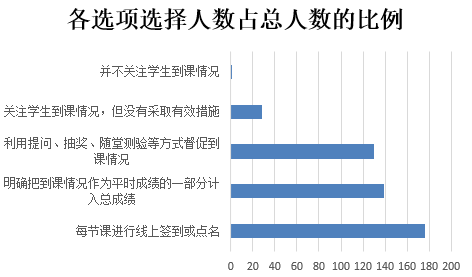 各选项选择人数占总人数的比例
并不关注学生到课情况
关注学生到课情况，但没有采取有效措施
利用提问、抽奖、随堂测验等方式督促到
课情况
明确把到课情况作为平时成绩的一部分计
入总成绩
每节课进行线上签到或点名
0 20 40 60 80 100 120 140 160 180 200